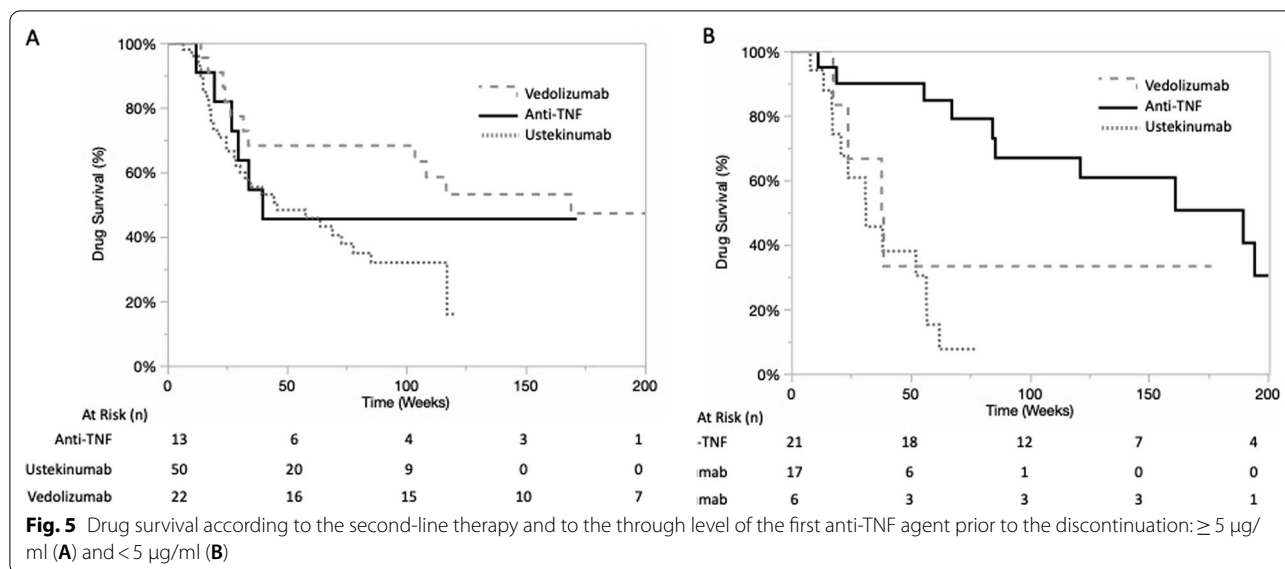 A
100%
80%
60%
40%
20%
0%
Drug Survival (%)
Vedolizumab
Anti-TNF
Ustekinumab
0 50 100 150 200
Time (Weeks)
At Risk (n)
Anti-TNF 13 6 4 3 1
Ustekinumab 50 20 9 0 0
Vedolizumab 22 16 15 10 7
B
100%
80%
60%
40%
20%
0%
Drug Survival (%)
Vedolizumab
Anti-TNF
Ustekinumab
0 50 100 150 200
Time (Weeks)
At Risk (n)
-TNF 21 18 12 7 4
umab 17 6 1 0 0
umab 6 3 3 3 1
Fig. 5 Drug survival according to the second-line therapy and to the through level of the first anti-TNF agent prior to the discontinuation: ≥ 5 µg/
ml (A) and < 5 µg/ml (B)